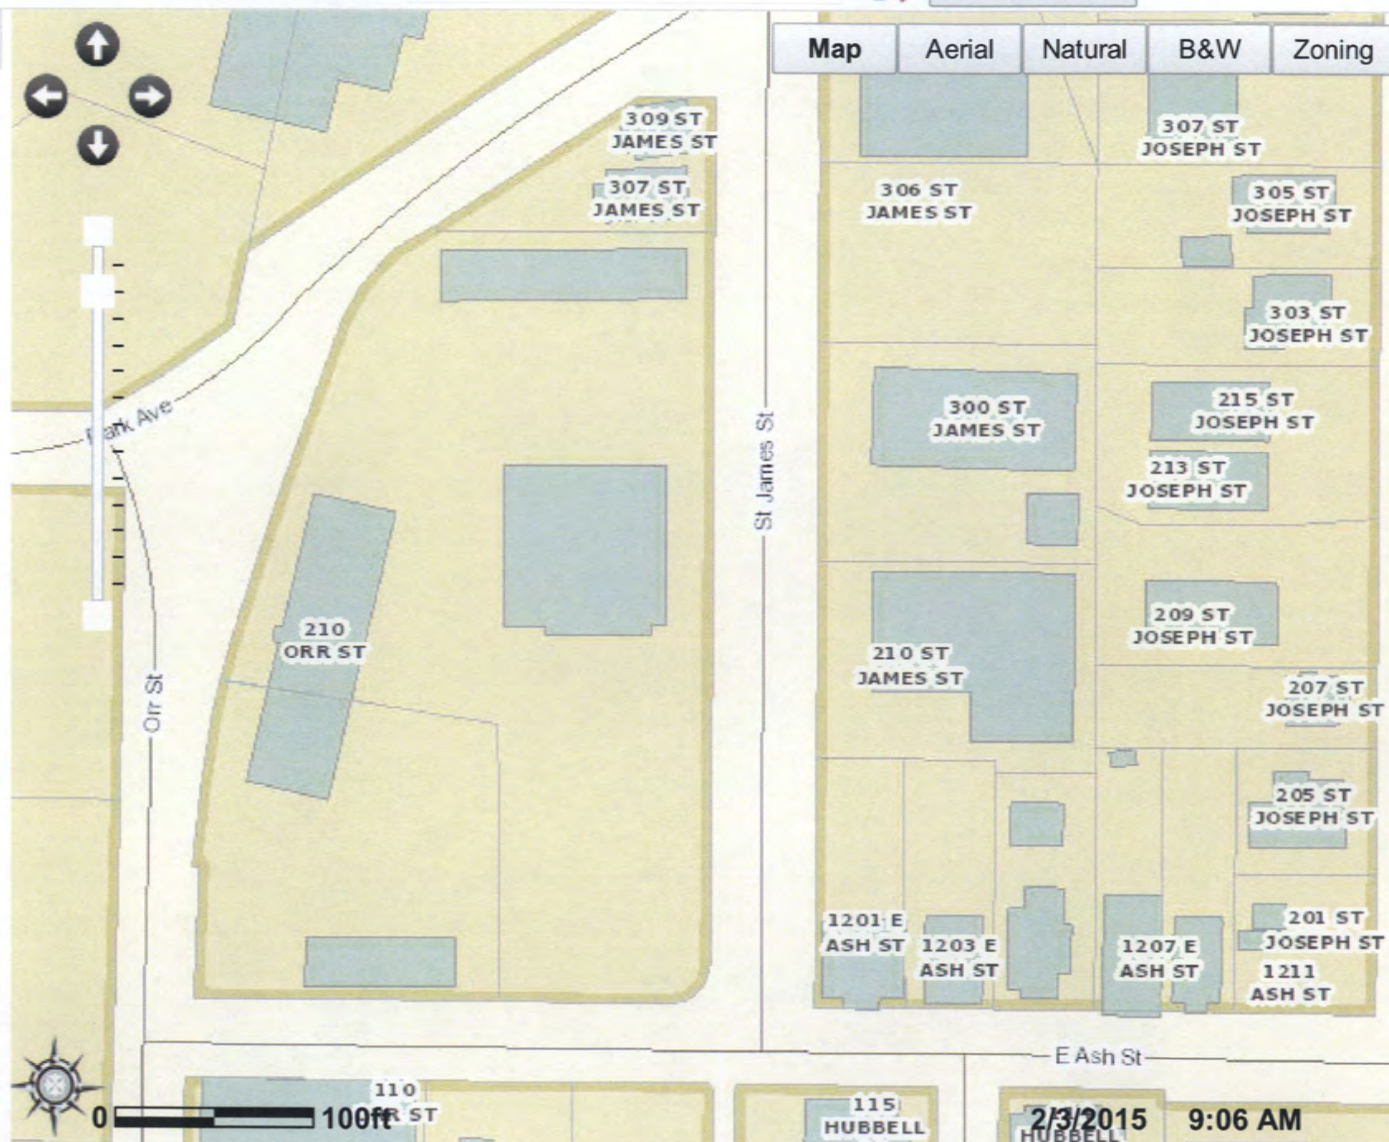 Map
Aerial
Natural
B&W
Zoning
309 ST
JAMES ST
307 ST
JAMES ST
307 ST
JOSEPH ST
306 ST
JAMES ST
305 ST
JOSEPH ST
303 ST
JOSEPH ST
300 ST
JAMES ST
215 ST
JOSEPH ST
213 ST
JOSEPH ST
Park Ave
St James St
210
ORR ST
Orr St
210 ST
JAMES ST
209 ST
JOSEPH ST
207 ST
JOSEPH ST
205 ST
JOSEPH ST
1201 E
ASH ST
1203 E
ASH ST
1207 E
ASH ST
201 ST
JOSEPH ST
1211
ASH ST
E Ash St
110
ST
0
100ft
115
HUBBELL
HUBBELL
2/3/2015 9:06 AM